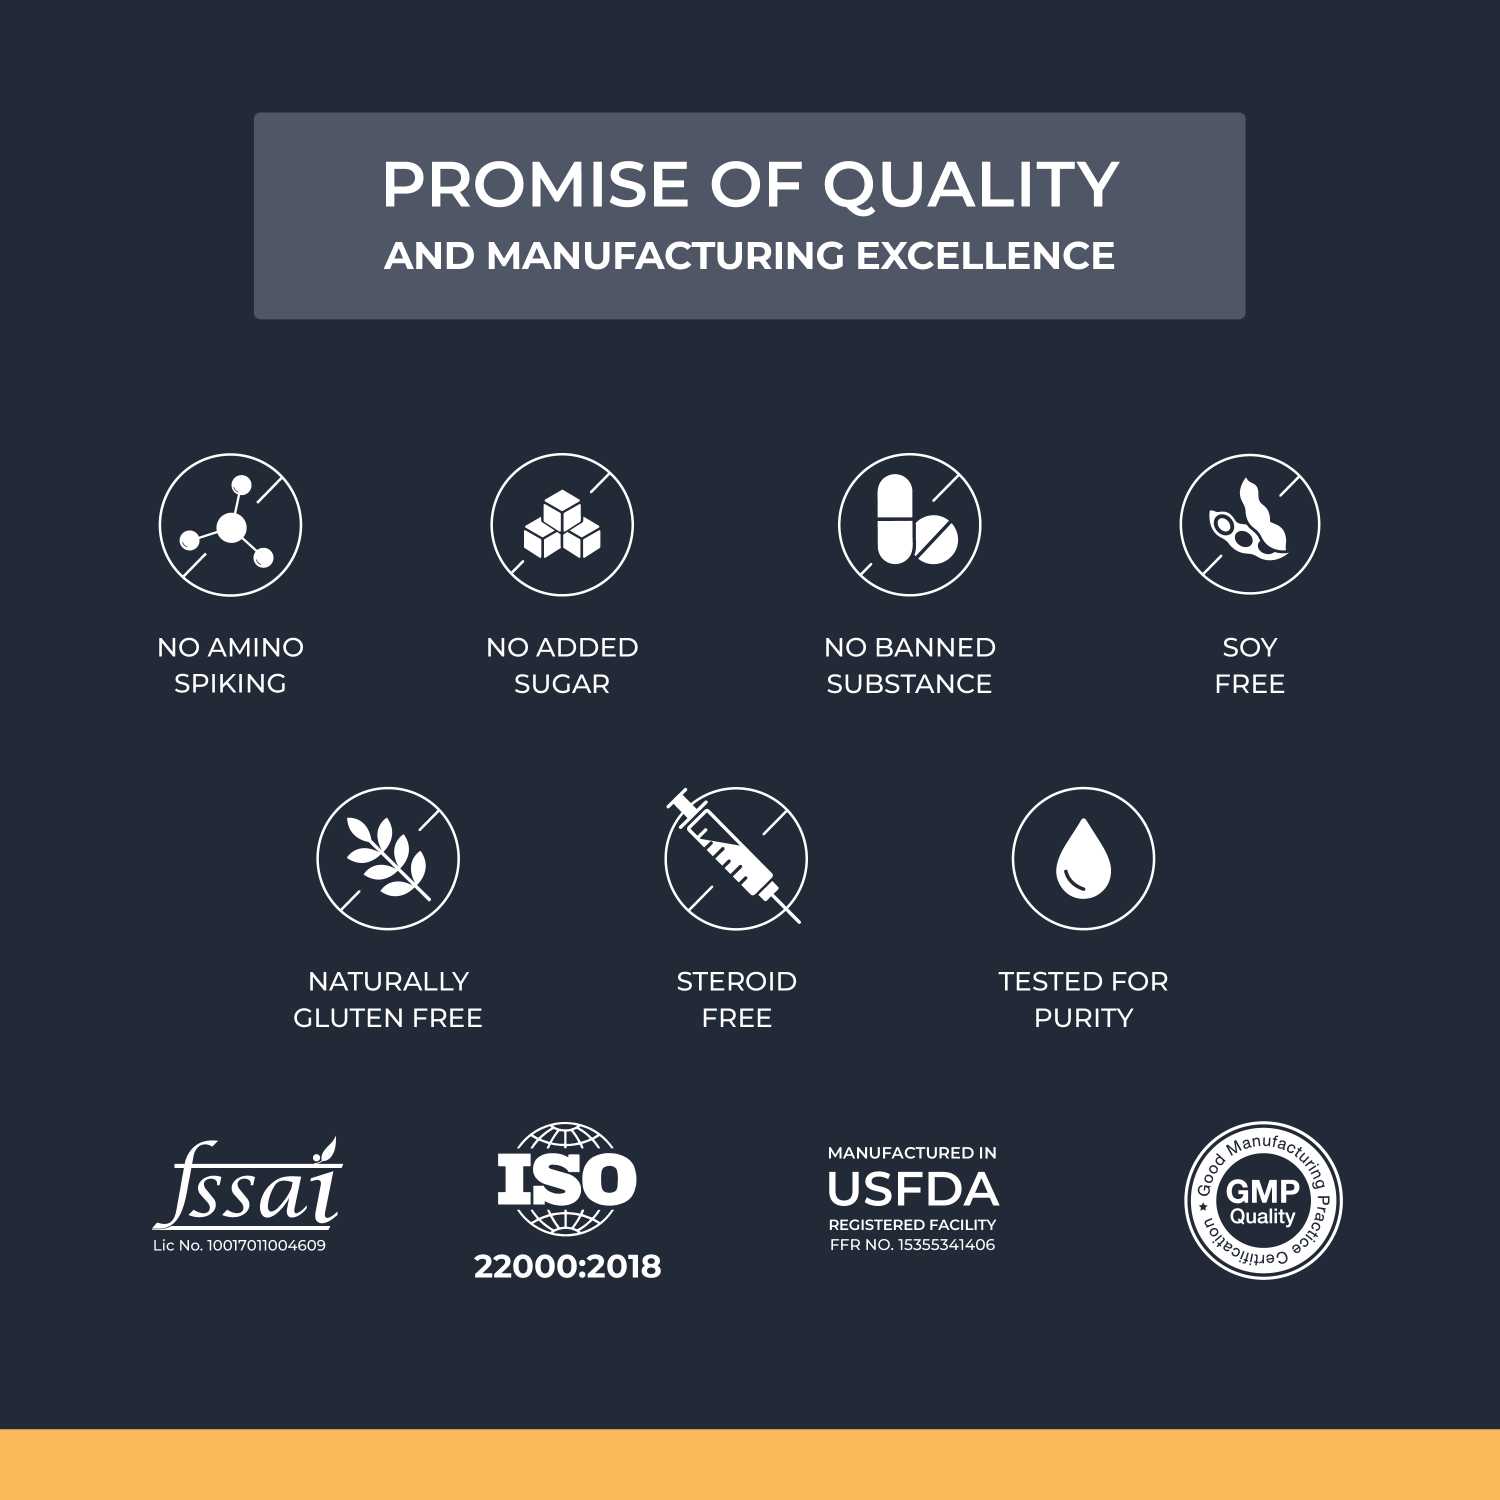 PROMISE OF QUALITY
AND MANUFACTURING EXCELLENCE
NO AMINO
SPIKING
NO ADDED
SUGAR
NO BANNED
SUBSTANCE
SOY
FREE
NATURALLY
GLUTEN FREE
STEROID
FREE
TESTED FOR
PURITY
fssai
Lic No. 10017011004609
ISO
22000:2018
MANUFACTURED IN
USFDA
REGISTERED FACILITY
FFR NO. 15355341406
Good Manufacturing Practice Certification
GMP
Quality